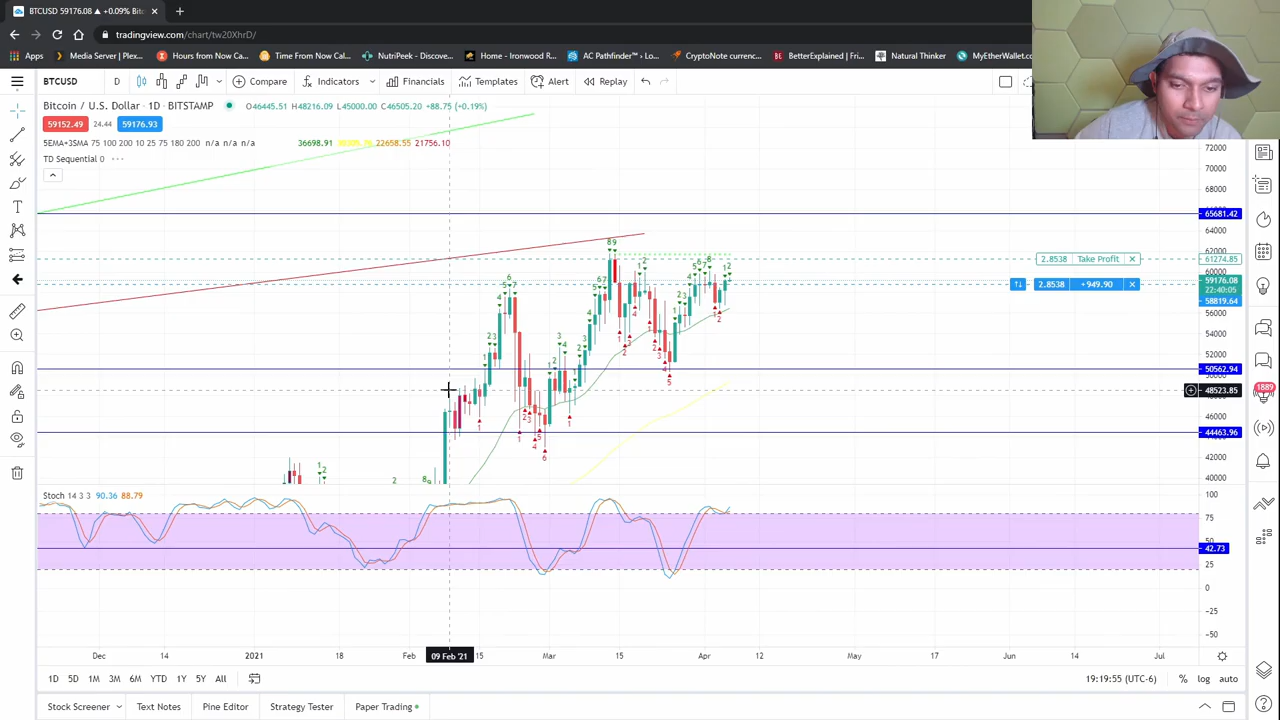 BTCUSD 59176.08 ▲ +0.09% Bit
tradingview.com/chart/tw20XhrD/
Apps Media Server | Plex... Hours from Now Cal... Time From Now Cal... NutriPeek - Grocery... Home - Ironwood R... AC Pathfinder™ › Lo... CryptoNote currenc... BetterExplained | Fr... Natural Thinker MyEtherWallet.co
BTCUSD D Compare Indicators Financials Templates Alert Replay
Bitcoin / U.S. Dollar · 1D · BITSTAMP O46445.51 H48216.09 L45000.00 C46505.20 +88.75 (+0.19%)
59152.49 24.44 59176.93
5EMA+3SMA 75 100 200 10 25 75 180 200 n/a n/a n/a 36698.91 22658.55 21756.10
TD Sequential 0
72000
70000
68000
65681.42
64000
62000
2.8538 Take Profit 61274.85
60000
59176.08
22:40:05
2.8538 +949.90
58819.64
56000
54000
52000
50562.94
48523.85
46000
44463.96
42000
40000
Stoch 14 3 3 90.36 88.79
100
75
50
42.73
25
0
−25
−50
Dec 14 2021 18 Feb 09 Feb '21 15 Mar 15 Apr 12 May 17 Jun 14 Jul
1D 5D 1M 3M 6M YTD 1Y 5Y All 19:19:55 (UTC-6) % log auto
Stock Screener Text Notes Pine Editor Strategy Tester Paper Trading
1889